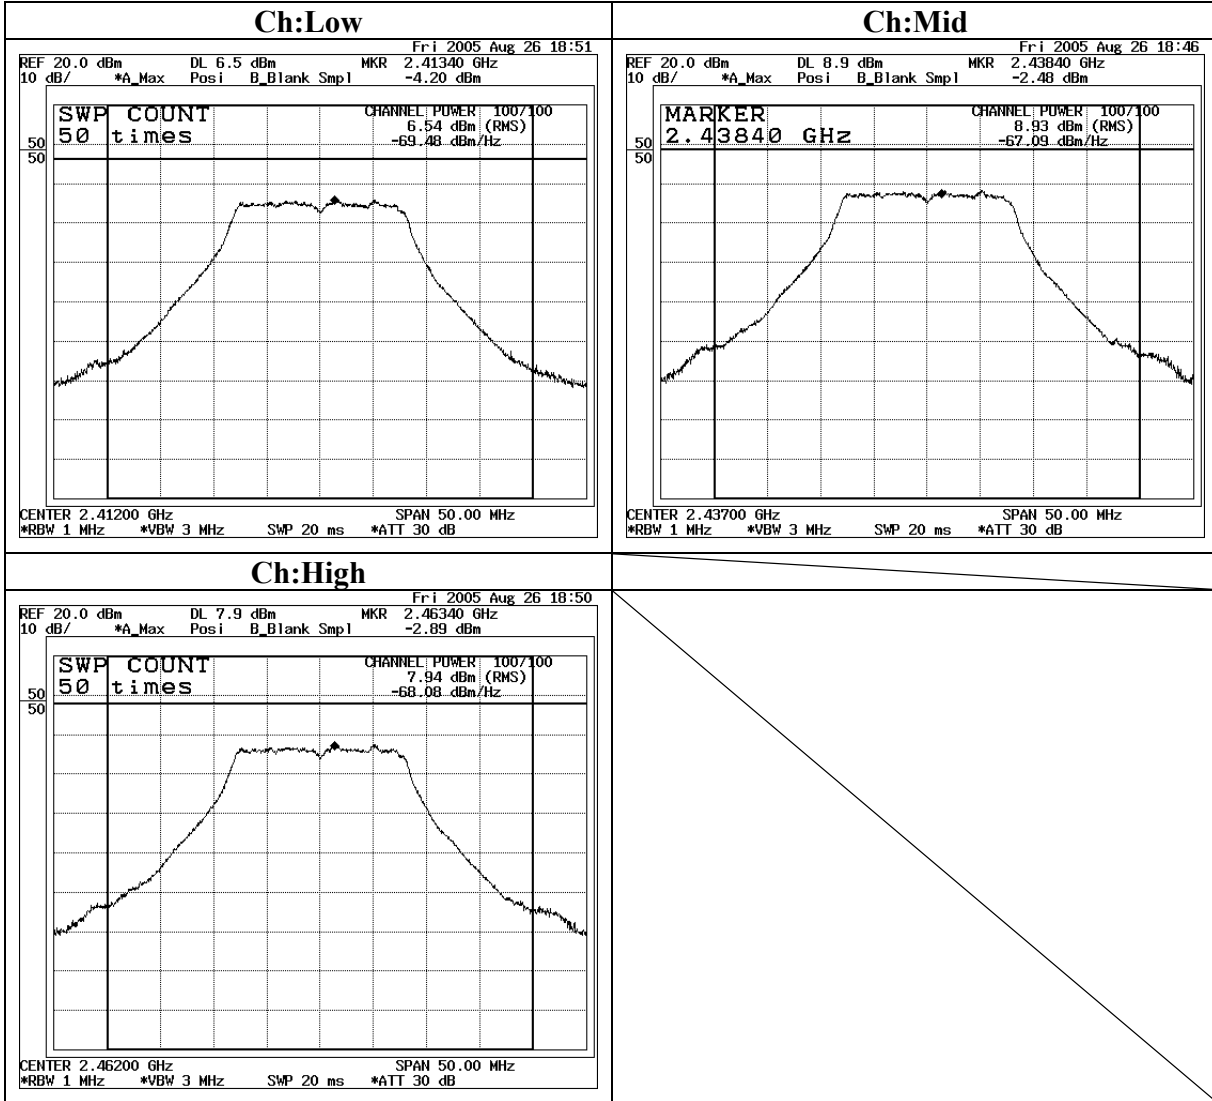 Ch:Low
Fri 2005 Aug 26 18:51
REF 20.0 dBm DL 6.5 dBm MKR 2.41340 GHz
10 dB/ *A_Max Posi B_Blank Smpl -4.20 dBm
SWP COUNT CHANNEL POWER 100/100
50 times 6.54 dBm (RMS)
-69.48 dBm/Hz
50
50
CENTER 2.41200 GHz SPAN 50.00 MHz
*RBW 1 MHz *VBW 3 MHz SWP 20 ms *ATT 30 dB
Ch:Mid
Fri 2005 Aug 26 18:46
REF 20.0 dBm DL 8.9 dBm MKR 2.43840 GHz
10 dB/ *A_Max Posi B_Blank Smpl -2.48 dBm
MARKER CHANNEL POWER 100/100
2.43840 GHz 8.93 dBm (RMS)
-67.09 dBm/Hz
50
50
CENTER 2.43700 GHz SPAN 50.00 MHz
*RBW 1 MHz *VBW 3 MHz SWP 20 ms *ATT 30 dB
Ch:High
Fri 2005 Aug 26 18:50
REF 20.0 dBm DL 7.9 dBm MKR 2.46340 GHz
10 dB/ *A_Max Posi B_Blank Smpl -2.89 dBm
SWP COUNT CHANNEL POWER 100/100
50 times 7.94 dBm (RMS)
-68.08 dBm/Hz
50
50
CENTER 2.46200 GHz SPAN 50.00 MHz
*RBW 1 MHz *VBW 3 MHz SWP 20 ms *ATT 30 dB